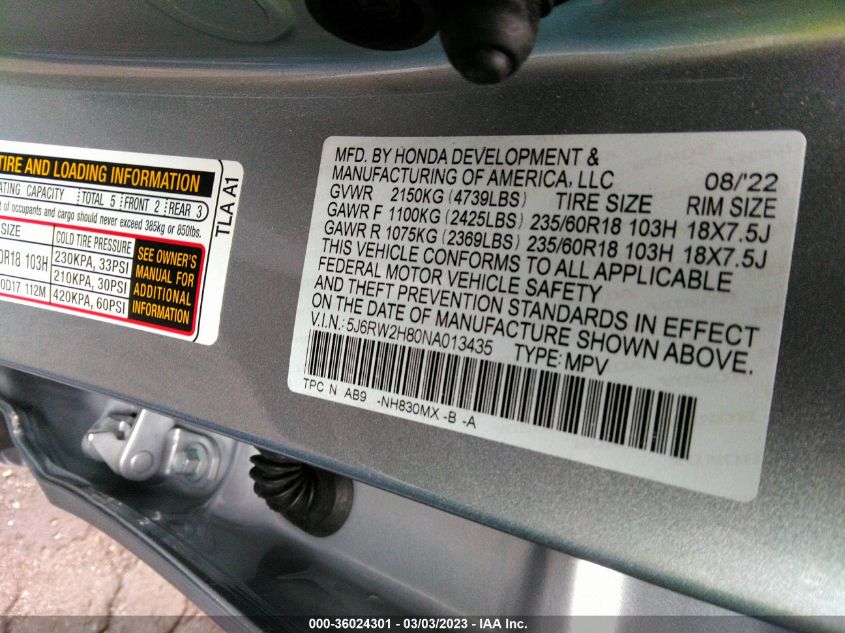 TIRE AND LOADING INFORMATION
ATING CAPACITY TOTAL 5 FRONT 2 REAR 3
of occupants and cargo should never exceed 385kg or 850lbs.
SIZE COLD TIRE PRESSURE
0R18 103H 230KPA, 33PSI
210KPA, 30PSI
0D17 112M 420KPA, 60PSI
SEE OWNER'S
MANUAL FOR
ADDITIONAL
INFORMATION
TLA A1
MFD. BY HONDA DEVELOPMENT &
MANUFACTURING OF AMERICA, LLC 08/'22
GVWR 2150KG (4739LBS) TIRE SIZE RIM SIZE
GAWR F 1100KG (2425LBS) 235/60R18 103H 18X7.5J
GAWR R 1075KG (2369LBS) 235/60R18 103H 18X7.5J
THIS VEHICLE CONFORMS TO ALL APPLICABLE
FEDERAL MOTOR VEHICLE SAFETY
AND THEFT PREVENTION STANDARDS IN EFFECT
ON THE DATE OF MANUFACTURE SHOWN ABOVE.
V.I.N.: 5J6RW2H80NA013435 TYPE: MPV
TPC N AB9 -NH830MX -B -A
000-36024301 - 03/03/2023 - IAA Inc.